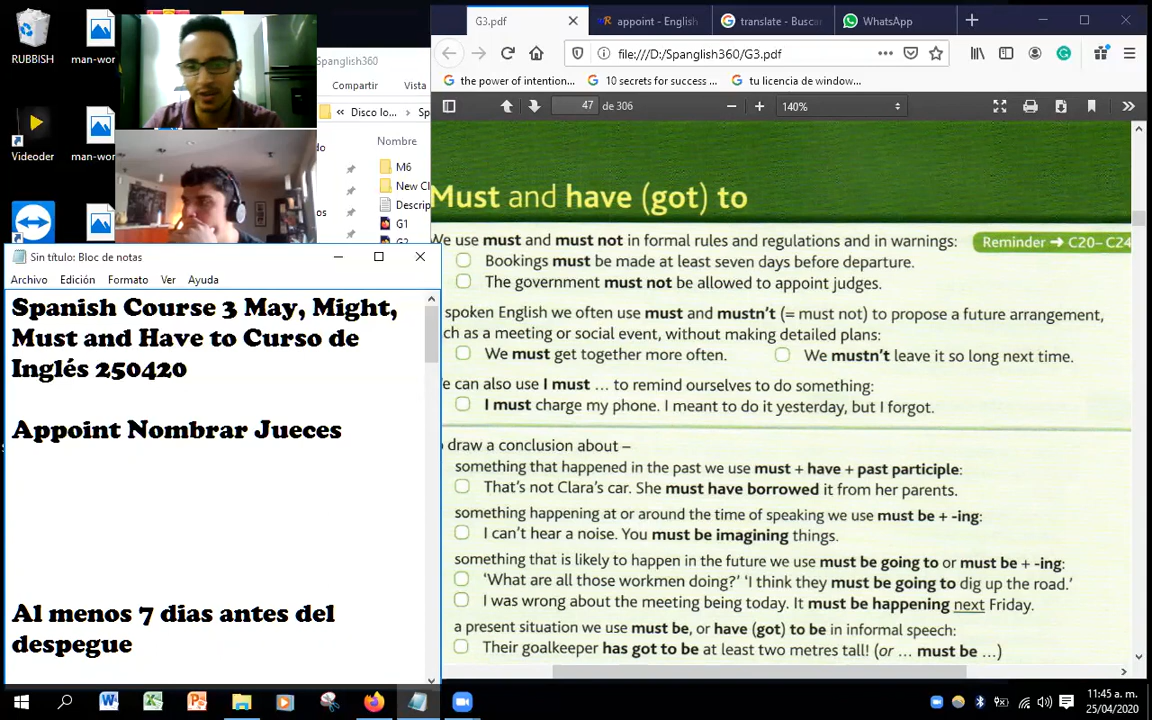 RUBBISH
man-wor
Videoder
man-wor
Spanglish360
Compartir
Vista
« Disco lo...
Sp
Nombre
M6
New Cl
Descrip
G1
G2
Sin título: Bloc de notas
Archivo Edición Formato Ver Ayuda
Spanish Course 3 May, Might,
Must and Have to Curso de
Inglés 250420
Appoint Nombrar Jueces
Al menos 7 dias antes del
despegue
G3.pdf
appoint - English
translate - Buscar
WhatsApp
file:///D:/Spanglish360/G3.pdf
the power of intention...
10 secrets for success ...
tu licencia de window...
47 de 306
140%
Must and have (got) to
We use must and must not in formal rules and regulations and in warnings:
Reminder → C20– C24
Bookings must be made at least seven days before departure.
The government must not be allowed to appoint judges.
spoken English we often use must and mustn't (= must not) to propose a future arrangement,
ch as a meeting or social event, without making detailed plans:
We must get together more often.
We mustn't leave it so long next time.
e can also use I must ... to remind ourselves to do something:
I must charge my phone. I meant to do it yesterday, but I forgot.
o draw a conclusion about –
something that happened in the past we use must + have + past participle:
That's not Clara's car. She must have borrowed it from her parents.
something happening at or around the time of speaking we use must be + -ing:
I can't hear a noise. You must be imagining things.
something that is likely to happen in the future we use must be going to or must be + -ing:
'What are all those workmen doing?' 'I think they must be going to dig up the road.'
I was wrong about the meeting being today. It must be happening next Friday.
a present situation we use must be, or have (got) to be in informal speech:
Their goalkeeper has got to be at least two metres tall! (or ... must be ...)
11:45 a. m.
25/04/2020